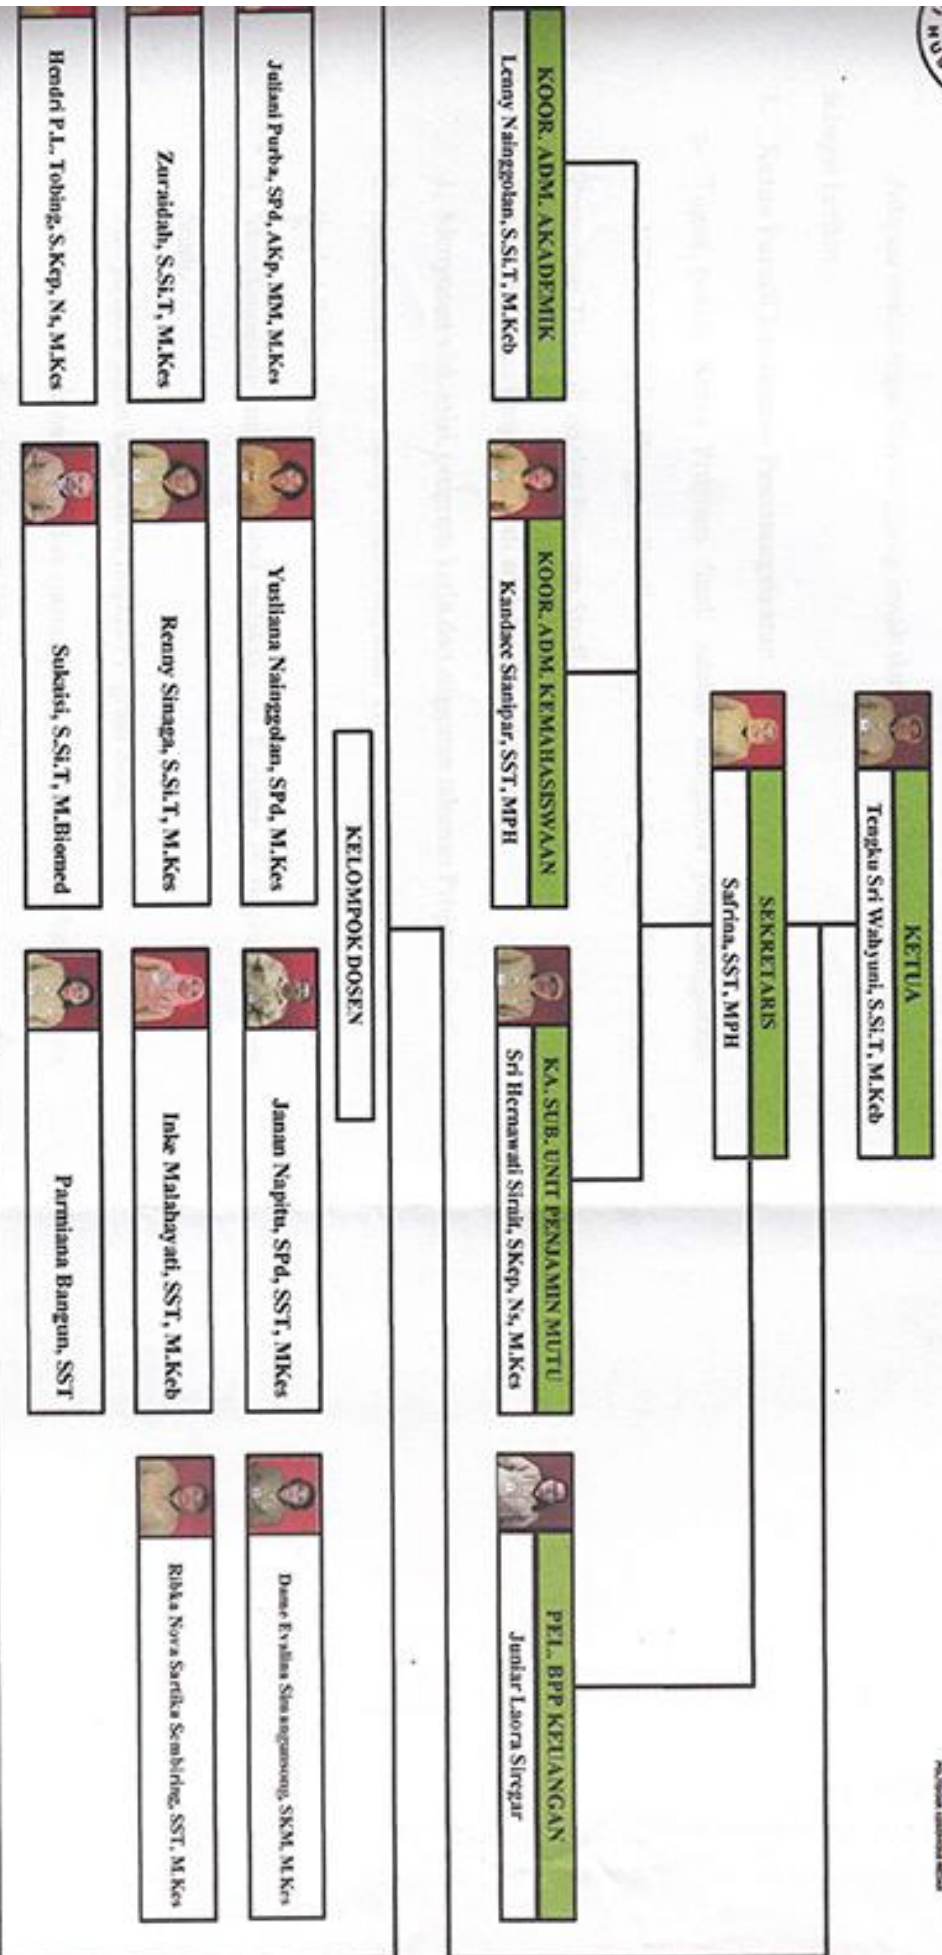 KETUA
Tengku Sri Wahyuni, S.Si.T, M.Keb
SEKRETARIS
Safrina, SST, MPH
KOOR. ADM. AKADEMIK
Lenny Nainggolan, S.Si.T, M.Keb
KOOR. ADM. KEMAHASISWAAN
Kandace Sianipar, SST, MPH
KA. SUB. UNIT PENJAMIN MUTU
Sri Hernawati Sirait, SKep, Ns, M.Kes
PEL. BPP KEUANGAN
Juniar Laora Siregar
KELOMPOK DOSEN
Juliani Purba, SPd, AKp, MM, M.Kes
Yusliana Nainggolan, SPd, M.Kes
Janan Napitu, SPd, SST, MKes
Dame Evalina Simangunsong, SKM, M.Kes
Zuraidah, S.Si.T, M.Kes
Renny Sinaga, S.Si.T, M.Kes
Inke Malahayati, SST, M.Keb
Ribka Nova Sartika Sembiring, SST, M.Kes
Hendri P.L. Tobing, S.Kep, Ns, M.Kes
Sukaisi, S.Si.T, M.Biomed
Parmiana Bangun, SST